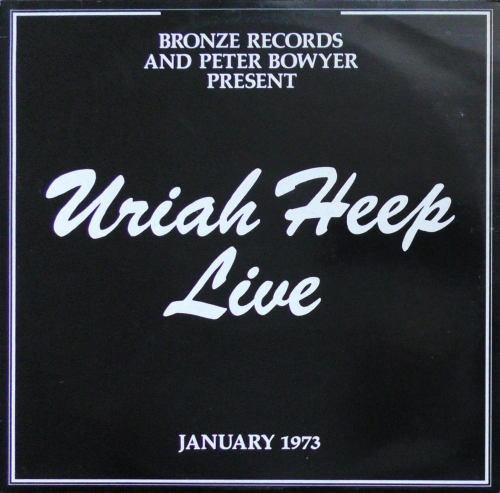 BRONZE RECORDS
AND PETER BOWYER
PRESENT
Uriah Heep
Live
JANUARY 1973